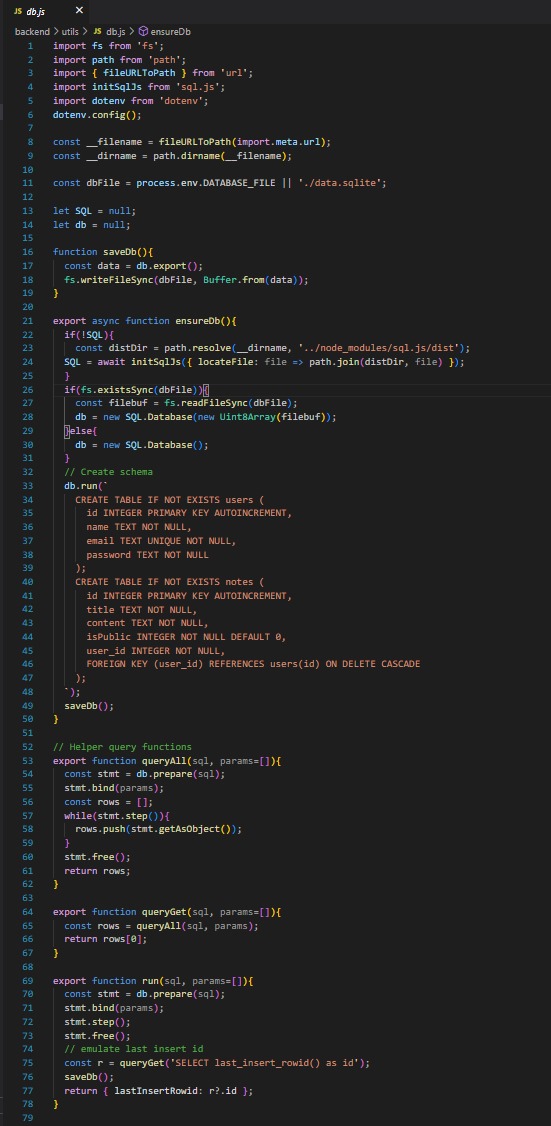 JS db.js ×
backend > utils > JS db.js > ensureDb
1 import fs from 'fs';
2 import path from 'path';
3 import { fileURLToPath } from 'url';
4 import initSqlJs from 'sql.js';
5 import dotenv from 'dotenv';
6 dotenv.config();
7
8 const __filename = fileURLToPath(import.meta.url);
9 const __dirname = path.dirname(__filename);
10
11 const dbFile = process.env.DATABASE_FILE || './data.sqlite';
12
13 let SQL = null;
14 let db = null;
15
16 function saveDb(){
17   const data = db.export();
18   fs.writeFileSync(dbFile, Buffer.from(data));
19 }
20
21 export async function ensureDb(){
22   if(!SQL){
23     const distDir = path.resolve(__dirname, '../node_modules/sql.js/dist');
24   SQL = await initSqlJs({ locateFile: file => path.join(distDir, file) });
25   }
26   if(fs.existsSync(dbFile)){
27     const filebuf = fs.readFileSync(dbFile);
28     db = new SQL.Database(new Uint8Array(filebuf));
29   }else{
30     db = new SQL.Database();
31   }
32   // Create schema
33   db.run(`
34     CREATE TABLE IF NOT EXISTS users (
35       id INTEGER PRIMARY KEY AUTOINCREMENT,
36       name TEXT NOT NULL,
37       email TEXT UNIQUE NOT NULL,
38       password TEXT NOT NULL
39     );
40     CREATE TABLE IF NOT EXISTS notes (
41       id INTEGER PRIMARY KEY AUTOINCREMENT,
42       title TEXT NOT NULL,
43       content TEXT NOT NULL,
44       isPublic INTEGER NOT NULL DEFAULT 0,
45       user_id INTEGER NOT NULL,
46       FOREIGN KEY (user_id) REFERENCES users(id) ON DELETE CASCADE
47     );
48   `);
49   saveDb();
50 }
51
52 // Helper query functions
53 export function queryAll(sql, params=[]){
54   const stmt = db.prepare(sql);
55   stmt.bind(params);
56   const rows = [];
57   while(stmt.step()){
58     rows.push(stmt.getAsObject());
59   }
60   stmt.free();
61   return rows;
62 }
63
64 export function queryGet(sql, params=[]){
65   const rows = queryAll(sql, params);
66   return rows[0];
67 }
68
69 export function run(sql, params=[]){
70   const stmt = db.prepare(sql);
71   stmt.bind(params);
72   stmt.step();
73   stmt.free();
74   // emulate last insert id
75   const r = queryGet('SELECT last_insert_rowid() as id');
76   saveDb();
77   return { lastInsertRowid: r?.id };
78 }
79